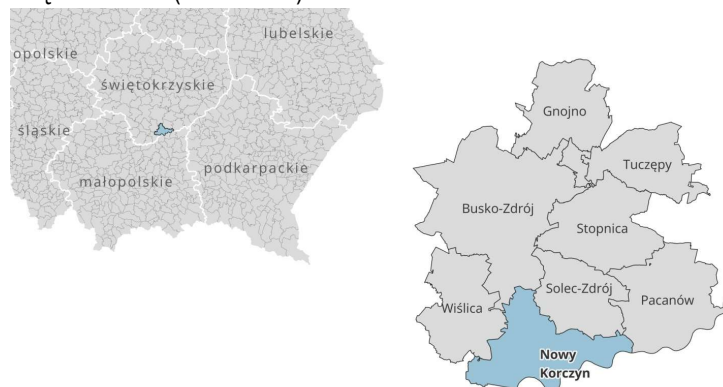 lubelskie
opolskie
świętokrzyskie
śląskie
podkarpackie
małopolskie
Gnojno
Tuczępy
Busko-Zdrój
Stopnica
Solec-Zdrój
Wiślica
Pacanów
Nowy
Korczyn